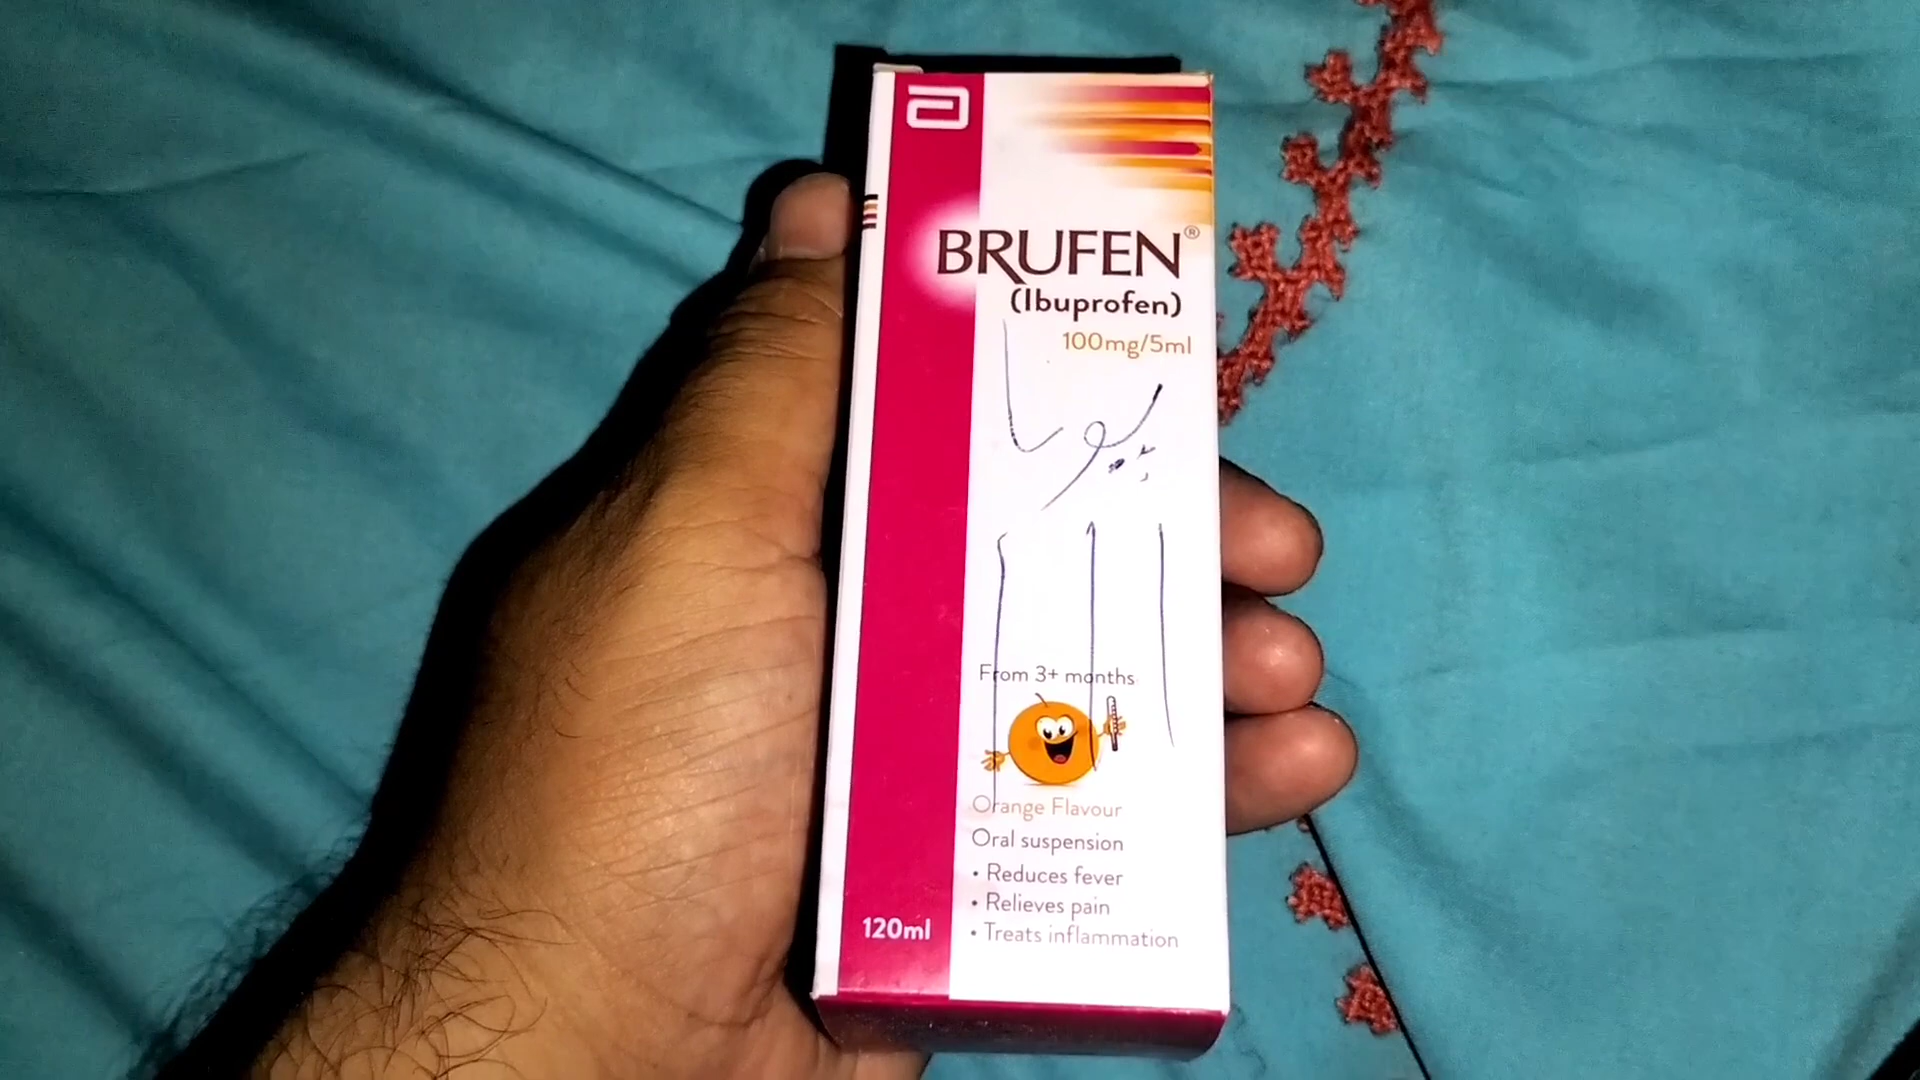 BRUFEN®
(Ibuprofen)
100mg/5ml
From 3+ months
Orange Flavour
Oral suspension
• Reduces fever
• Relieves pain
• Treats inflammation
120ml